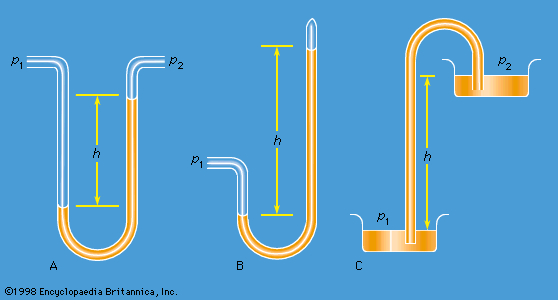 p1
p2
h
A
p1
h
B
p2
h
p1
C
©1998 Encyclopaedia Britannica, Inc.